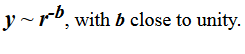 y ~ r⁻ᵇ, with b close to unity.